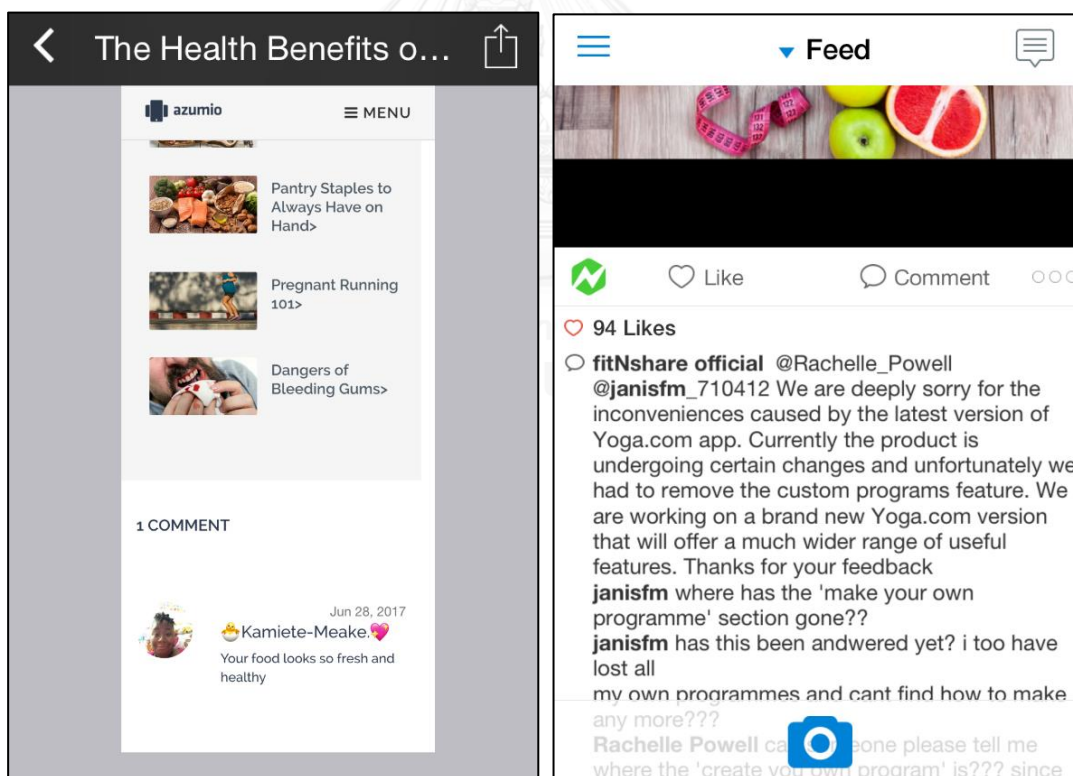 The Health Benefits o...
azumio
MENU
Pantry Staples to
Always Have on
Hand>
Pregnant Running
101>
Dangers of
Bleeding Gums>
1 COMMENT
Jun 28, 2017
🐣Kamiete-Meake.💖
Your food looks so fresh and
healthy
Feed
Like
Comment
94 Likes
fitNshare official @Rachelle_Powell
@janisfm_710412 We are deeply sorry for the
inconveniences caused by the latest version of
Yoga.com app. Currently the product is
undergoing certain changes and unfortunately we
had to remove the custom programs feature. We
are working on a brand new Yoga.com version
that will offer a much wider range of useful
features. Thanks for your feedback
janisfm where has the 'make your own
programme' section gone??
janisfm has this been andwered yet? i too have
lost all
my own programmes and cant find how to make
any more???
Rachelle Powell please tell me
where the 'create you own program' is??? since